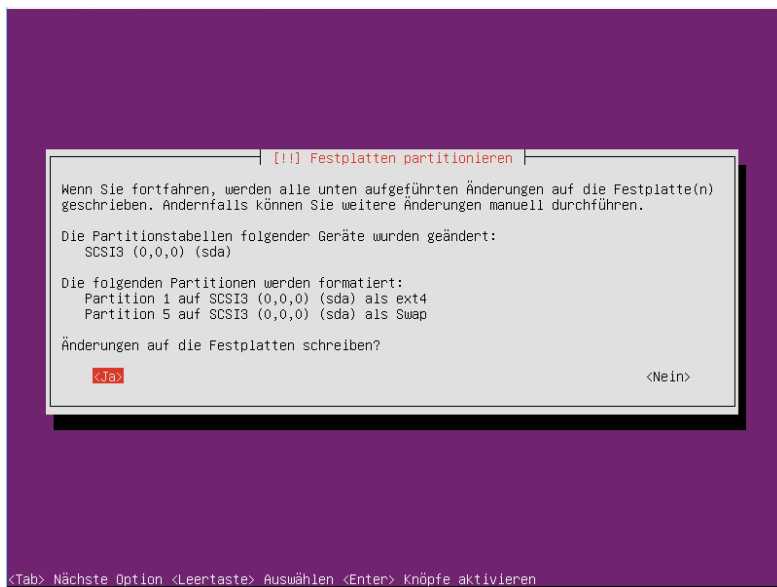 [!!] Festplatten partitionieren
Wenn Sie fortfahren, werden alle unten aufgeführten Änderungen auf die Festplatte(n)
geschrieben. Andernfalls können Sie weitere Änderungen manuell durchführen.
Die Partitionstabellen folgender Geräte wurden geändert:
SCSI3 (0,0,0) (sda)
Die folgenden Partitionen werden formatiert:
Partition 1 auf SCSI3 (0,0,0) (sda) als ext4
Partition 5 auf SCSI3 (0,0,0) (sda) als Swap
Änderungen auf die Festplatten schreiben?
<Ja> <Nein>
<Tab> Nächste Option <Leertaste> Auswählen <Enter> Knöpfe aktivieren